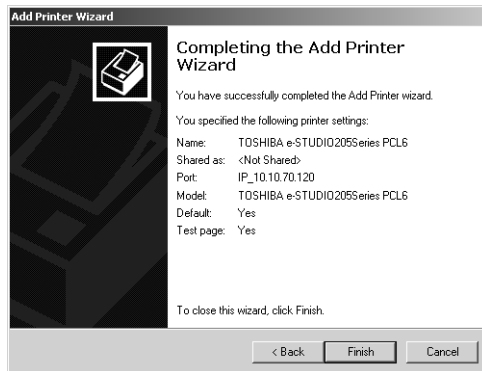 Add Printer Wizard
Completing the Add Printer
Wizard
You have successfully completed the Add Printer wizard.
You specified the following printer settings:
Name: TOSHIBA e-STUDIO205Series PCL6
Shared as: <Not Shared>
Port: IP_10.10.70.120
Model: TOSHIBA e-STUDIO205Series PCL6
Default: Yes
Test page: Yes
To close this wizard, click Finish.
< Back Finish Cancel